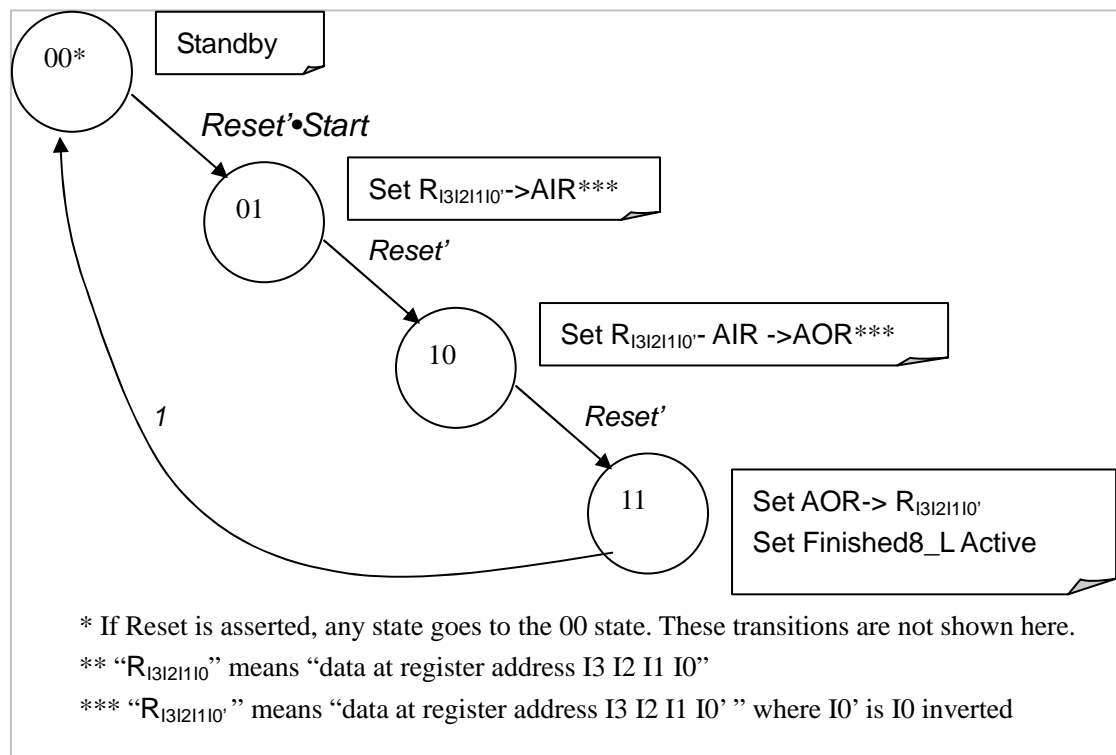 00*
Standby
Reset'•Start
01
Set RI3I2I1I0'->AIR***
Reset'
10
Set RI3I2I1I0'- AIR ->AOR***
1
Reset'
11
Set AOR-> RI3I2I1I0'
Set Finished8_L Active
* If Reset is asserted, any state goes to the 00 state. These transitions are not shown here.
** “RI3I2I1I0” means “data at register address I3 I2 I1 I0”
*** “RI3I2I1I0' ” means “data at register address I3 I2 I1 I0’ ” where I0’ is I0 inverted